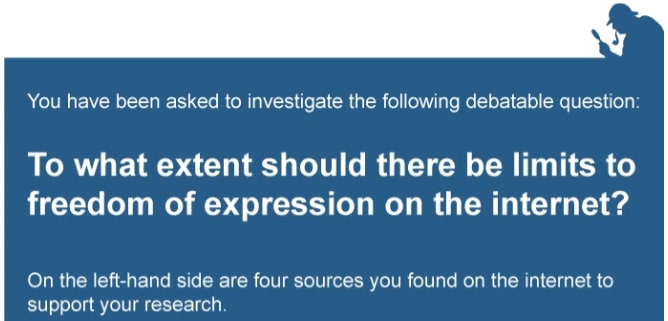 You have been asked to investigate the following debatable question:
To what extent should there be limits to
freedom of expression on the internet?
On the left-hand side are four sources you found on the internet to
support your research.